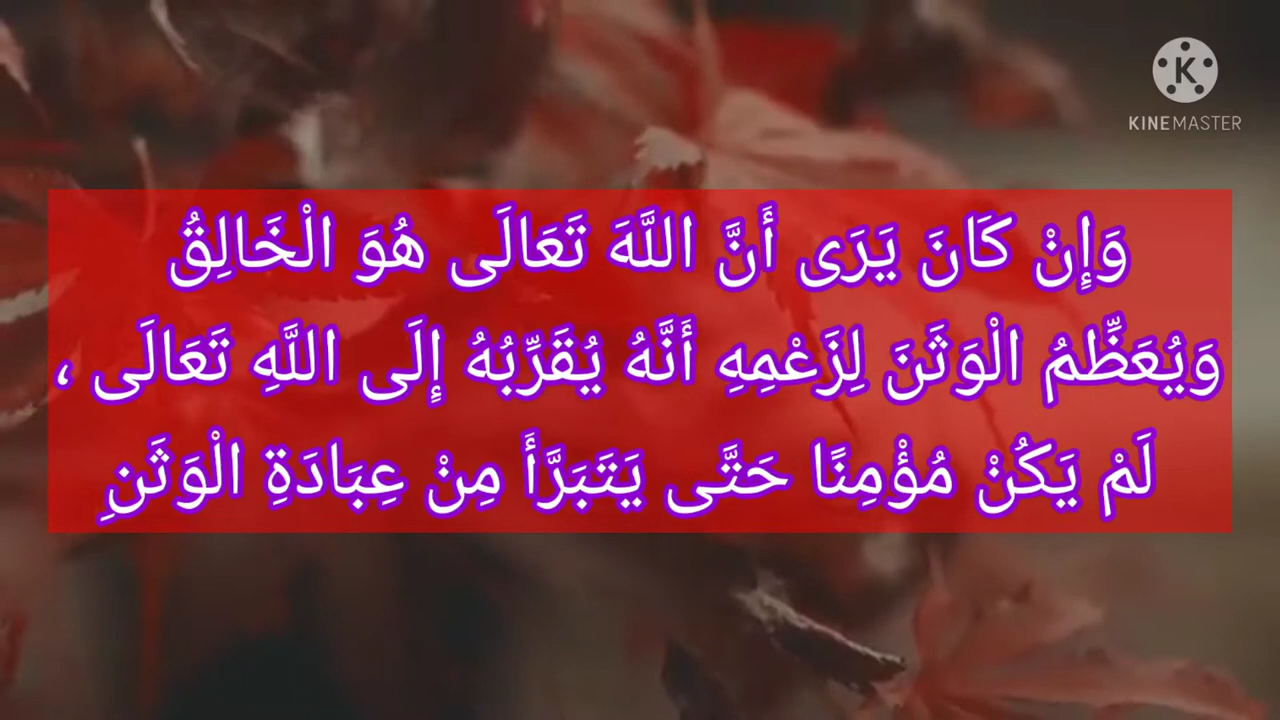 KINEMASTER
وَإِنْ كَانَ يَرَى أَنَّ اللَّهَ تَعَالَى هُوَ الْخَالِقُ
وَيُعَظِّمُ الْوَثَنَ لِزَعْمِهِ أَنَّهُ يُقَرِّبُهُ إِلَى اللَّهِ تَعَالَى ،
لَمْ يَكُنْ مُؤْمِنًا حَتَّى يَتَبَرَّأَ مِنْ عِبَادَةِ الْوَثَنِ